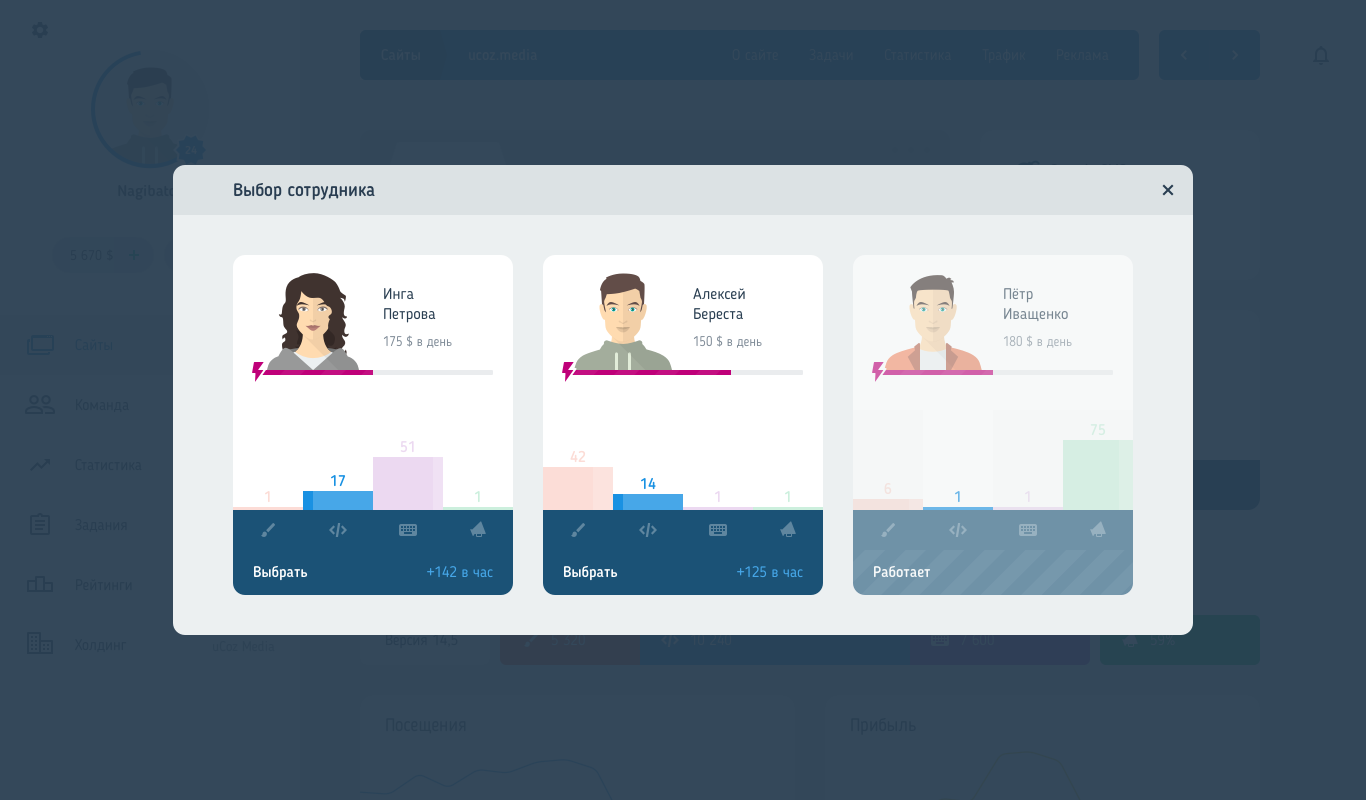 Сайты
ucoz.media
О сайте
Задачи
Статистика
Трафик
Реклама
5 670 $ +
Сайты
Команда
Статистика
Задания
Рейтинги
Холдинг
uCoz Media
Выбор сотрудника
Инга
Петрова
175 $ в день
1
17
51
1
Выбрать
+142 в час
Алексей
Береста
150 $ в день
42
14
1
1
Выбрать
+125 в час
Пётр
Иващенко
180 $ в день
6
1
1
75
Работает
Версия 14.5
Посещения
Прибыль